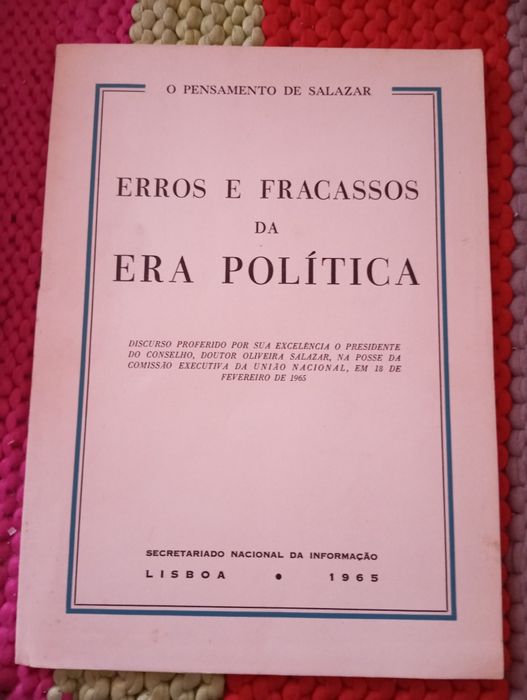 O PENSAMENTO DE SALAZAR
ERROS E FRACASSOS
DA
ERA POLÍTICA
DISCURSO PROFERIDO POR SUA EXCELÊNCIA O PRESIDENTE
DO CONSELHO, DOUTOR OLIVEIRA SALAZAR, NA POSSE DA
COMISSÃO EXECUTIVA DA UNIÃO NACIONAL, EM 18 DE
FEVEREIRO DE 1965
SECRETARIADO NACIONAL DA INFORMAÇÃO
LISBOA • 1965